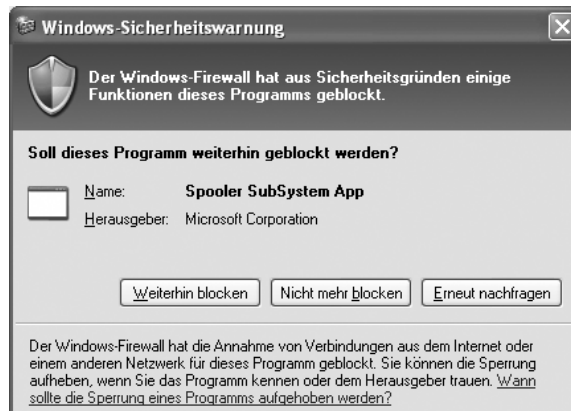 Windows-Sicherheitswarnung
Der Windows-Firewall hat aus Sicherheitsgründen einige
Funktionen dieses Programms geblockt.
Soll dieses Programm weiterhin geblockt werden?
Name: Spooler SubSystem App
Herausgeber: Microsoft Corporation
Weiterhin blocken Nicht mehr blocken Erneut nachfragen
Der Windows-Firewall hat die Annahme von Verbindungen aus dem Internet oder
einem anderen Netzwerk für dieses Programm geblockt. Sie können die Sperrung
aufheben, wenn Sie das Programm kennen oder dem Herausgeber trauen. Wann
sollte die Sperrung eines Programms aufgehoben werden?